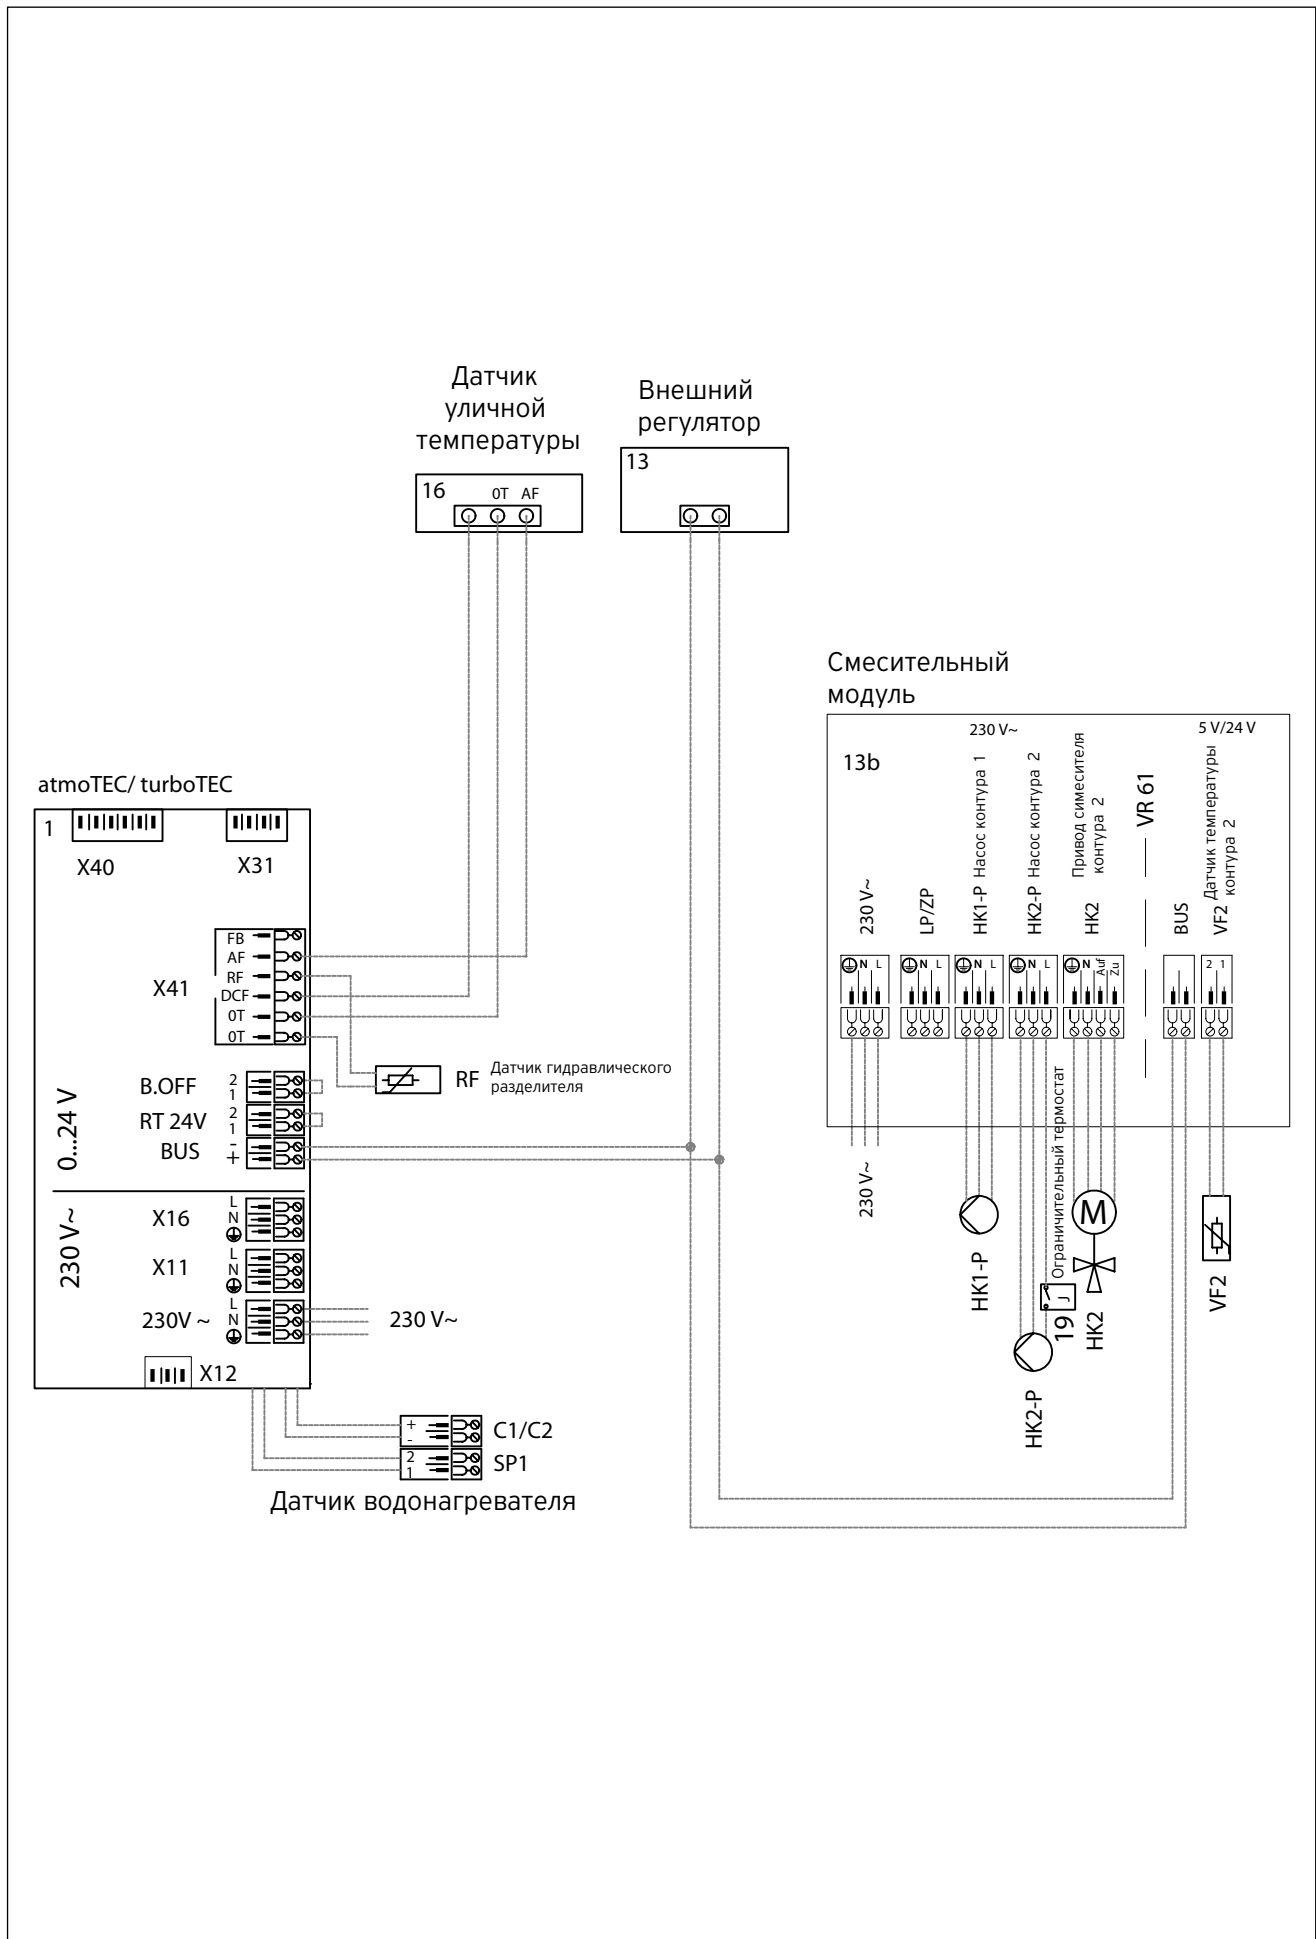 Датчик
уличной
температуры
16
0T AF
Внешний
регулятор
13
Смесительный
модуль
13b
230 V~
5 V/24 V
230 V~
LP/ZP
HK1-P Насос контура 1
HK2-P Насос контура 2
HK2
Привод симесителя
контура 2
VR 61
BUS
VF2 Датчик температуры
контура 2
N L
N L
N L
N L
N Auf Zu
2 1
230 V~
HK1-P
Ограничительный термостат
19
J
HK2-P
M
HK2
VF2
atmoTEC/ turboTEC
1
X40
X31
X41
FB
AF
RF
DCF
0T
0T
RF
Датчик гидравлического
разделителя
0...24 V
B.OFF
2
1
RT 24V
2
1
BUS
-
+
230 V~
X16
L
N
X11
L
N
230V ~
L
N
230 V~
X12
+
-
C1/C2
2
1
SP1
Датчик водонагревателя